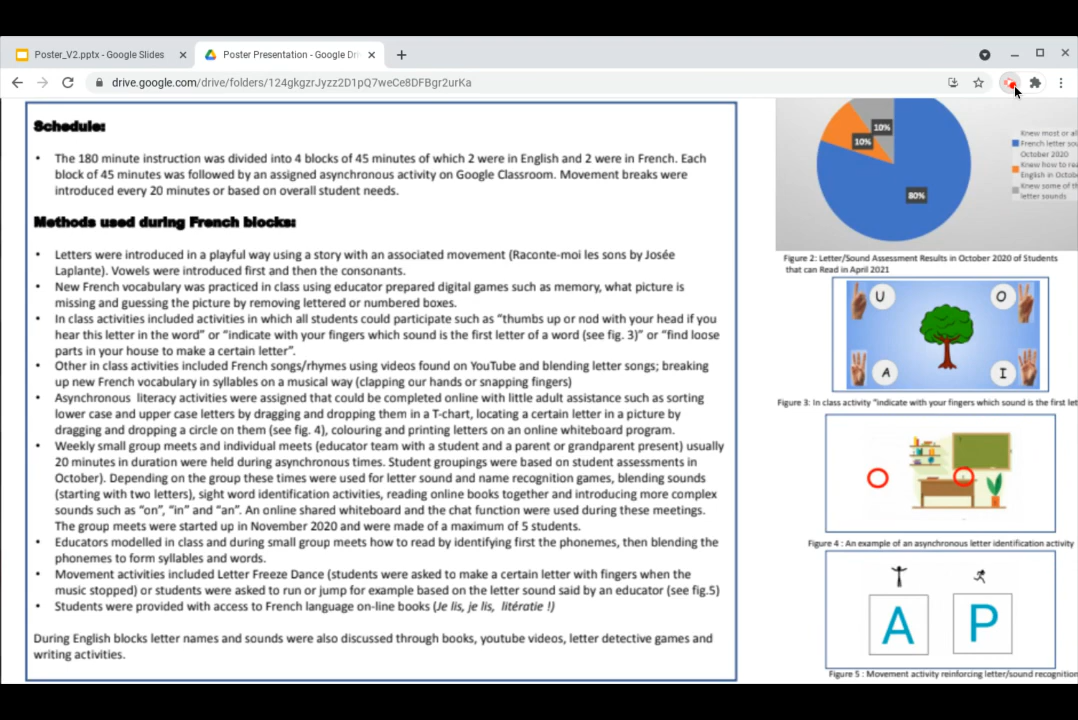 Poster_V2.pptx - Google Slides
Poster Presentation - Google Dri
drive.google.com/drive/folders/124gkgzrJyzz2D1pQ7weCe8DFBgr2urKa
Schedule:
• The 180 minute instruction was divided into 4 blocks of 45 minutes of which 2 were in English and 2 were in French. Each
block of 45 minutes was followed by an assigned asynchronous activity on Google Classroom. Movement breaks were
introduced every 20 minutes or based on overall student needs.
Methods used during French blocks:
• Letters were introduced in a playful way using a story with an associated movement (Raconte-moi les sons by Josée
Laplante). Vowels were introduced first and then the consonants.
• New French vocabulary was practiced in class using educator prepared digital games such as memory, what picture is
missing and guessing the picture by removing lettered or numbered boxes.
• In class activities included activities in which all students could participate such as “thumbs up or nod with your head if you
hear this letter in the word” or “indicate with your fingers which sound is the first letter of a word (see fig. 3)” or “find loose
parts in your house to make a certain letter”.
• Other in class activities included French songs/rhymes using videos found on YouTube and blending letter songs; breaking
up new French vocabulary in syllables on a musical way (clapping our hands or snapping fingers)
• Asynchronous literacy activities were assigned that could be completed online with little adult assistance such as sorting
lower case and upper case letters by dragging and dropping them in a T-chart, locating a certain letter in a picture by
dragging and dropping a circle on them (see fig. 4), colouring and printing letters on an online whiteboard program.
• Weekly small group meets and individual meets (educator team with a student and a parent or grandparent present) usually
20 minutes in duration were held during asynchronous times. Student groupings were based on student assessments in
October). Depending on the group these times were used for letter sound and name recognition games, blending sounds
(starting with two letters), sight word identification activities, reading online books together and introducing more complex
sounds such as “on”, “in” and “an”. An online shared whiteboard and the chat function were used during these meetings.
The group meets were started up in November 2020 and were made of a maximum of 5 students.
• Educators modelled in class and during small group meets how to read by identifying first the phonemes, then blending the
phonemes to form syllables and words.
• Movement activities included Letter Freeze Dance (students were asked to make a certain letter with fingers when the
music stopped) or students were asked to run or jump for example based on the letter sound said by an educator (see fig.5)
• Students were provided with access to French language on-line books (Je lis, je lis, litératie !)
During English blocks letter names and sounds were also discussed through books, youtube videos, letter detective games and
writing activities.
10%
10%
80%
Knew most or al
French letter sou
October 2020
Knew how to rea
English in Octobe
Knew some of th
letter sounds
Figure 2: Letter/Sound Assessment Results in October 2020 of Students
that can Read in April 2021
U
O
A
I
Figure 3: In class activity “indicate with your fingers which sound is the first let
Figure 4 : An example of an asynchronous letter identification activity
A
P
Figure 5 : Movement activity reinforcing letter/sound recognition